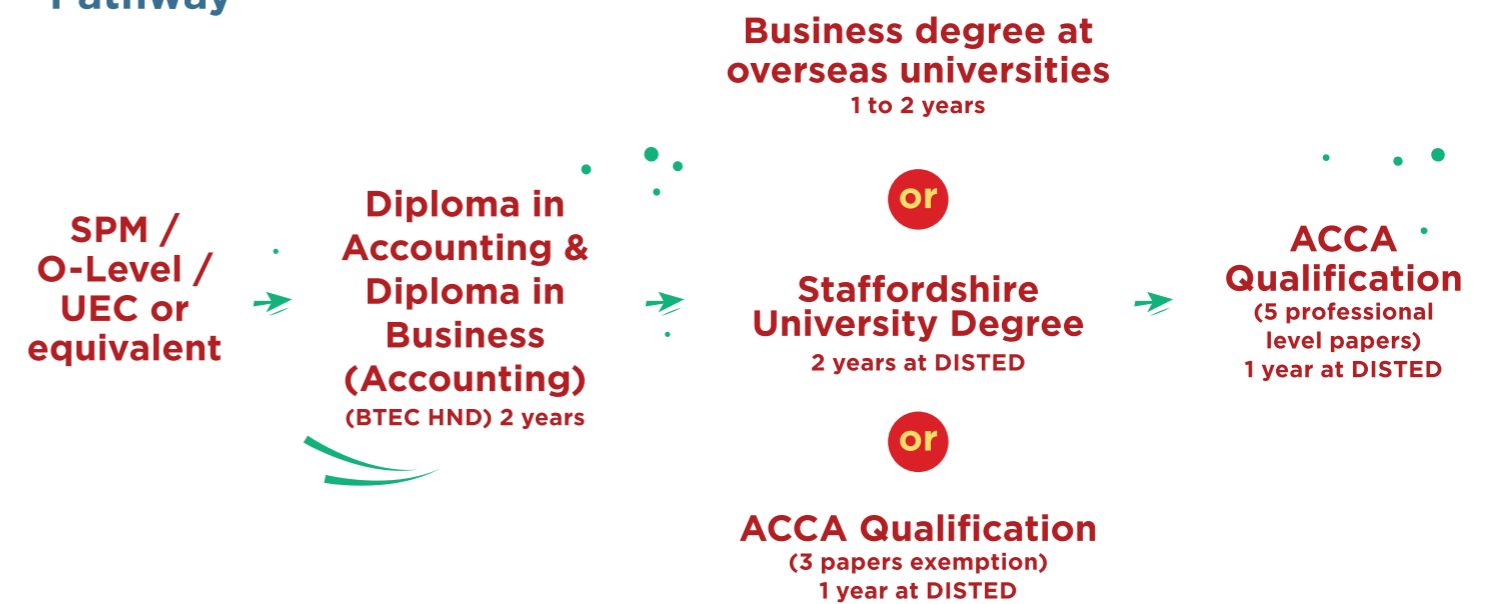 Pathway
SPM /
O-Level /
UEC or
equivalent
Diploma in
Accounting &
Diploma in
Business
(Accounting)
(BTEC HND) 2 years
Business degree at
overseas universities
1 to 2 years
or
Staffordshire
University Degree
2 years at DISTED
or
ACCA Qualification
(3 papers exemption)
1 year at DISTED
ACCA
Qualification
(5 professional
level papers)
1 year at DISTED